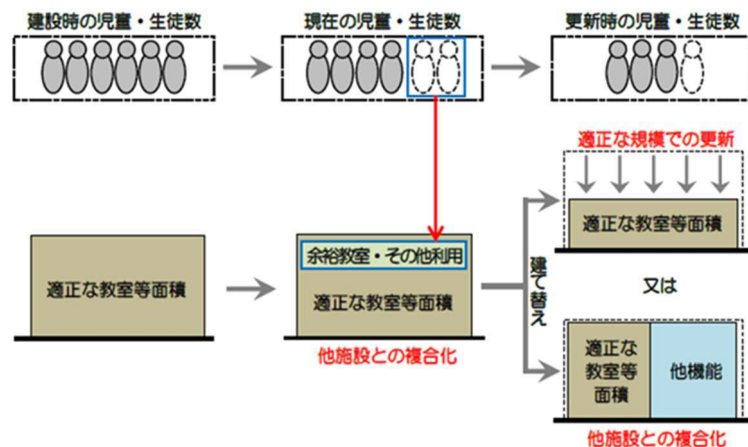 建設時の児童・生徒数
現在の児童・生徒数
更新時の児童・生徒数
適正な規模での更新
適正な教室等面積
余裕教室・その他利用
適正な教室等面積
他施設との複合化
建て替え
適正な教室等面積
又は
適正な
教室等
面積
他機能
他施設との複合化